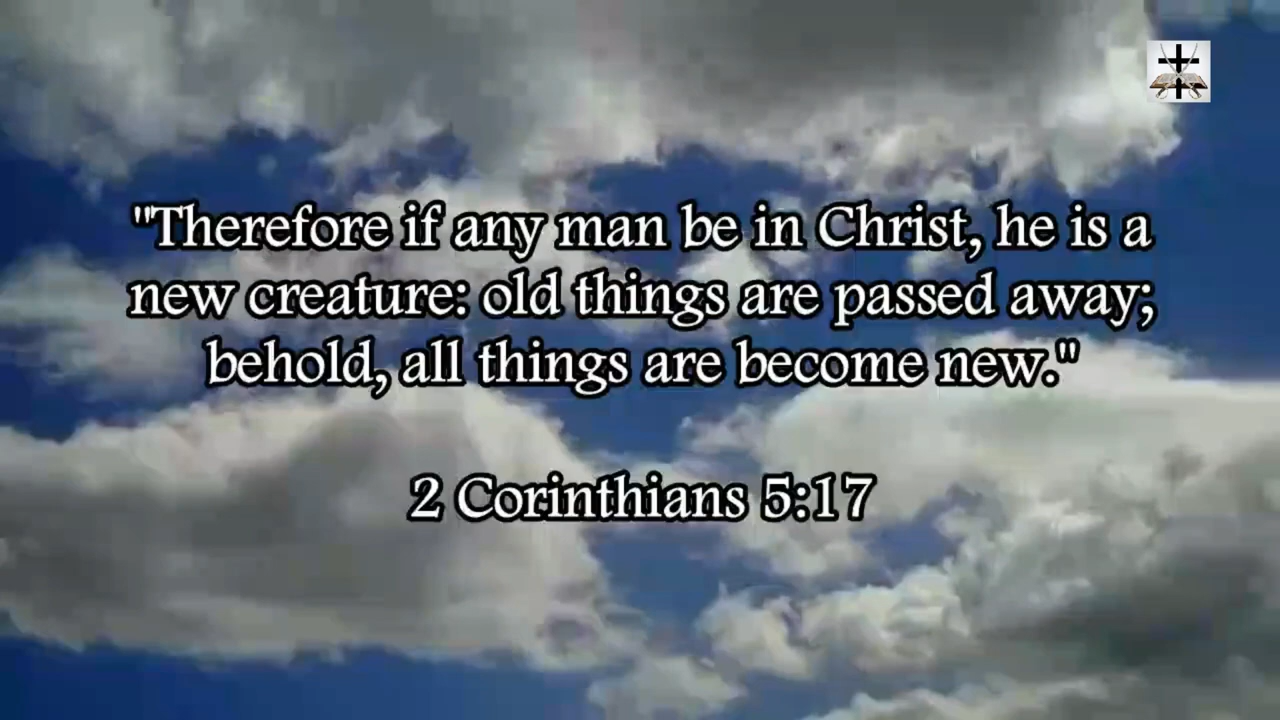 "Therefore if any man be in Christ, he is a
new creature: old things are passed away;
behold, all things are become new."
2 Corinthians 5:17